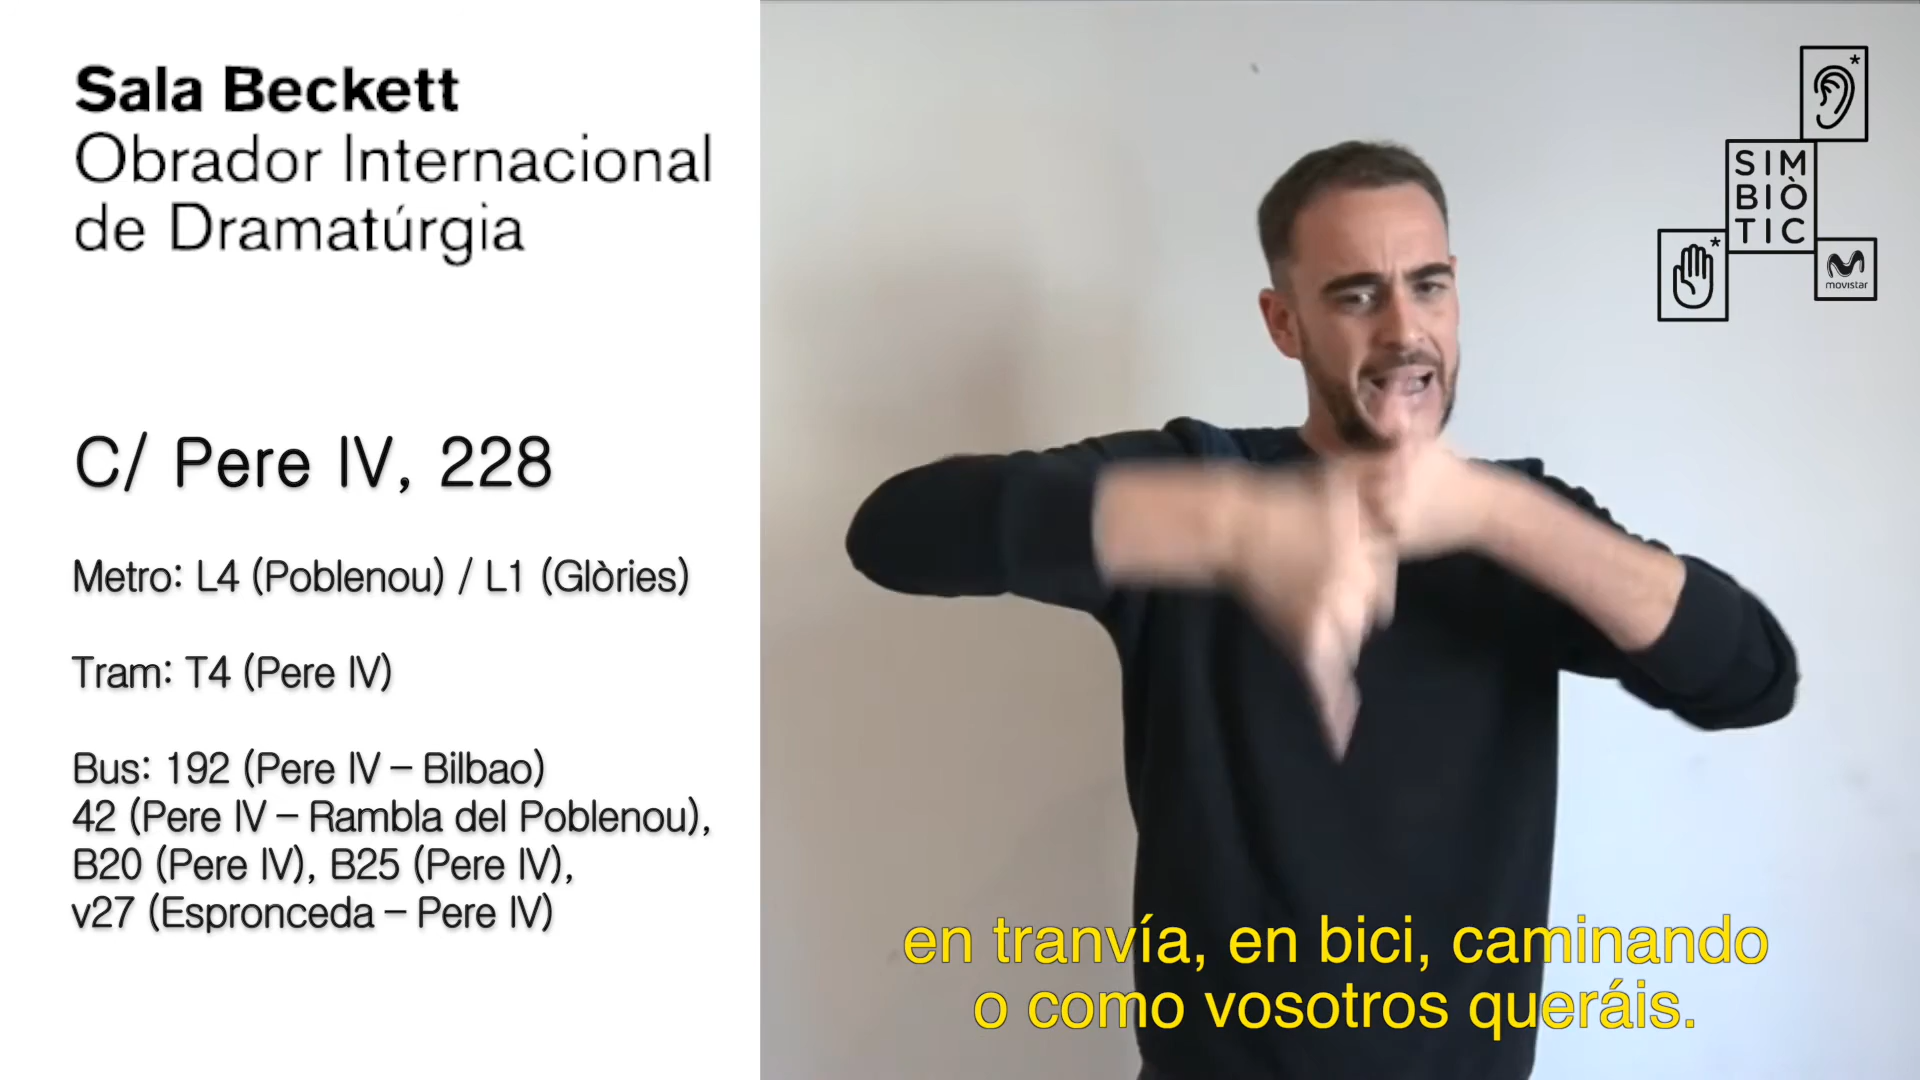 Sala Beckett
Obrador Internacional
de Dramatúrgia
C/ Pere IV, 228
Metro: L4 (Poblenou) / L1 (Glòries)
Tram: T4 (Pere IV)
Bus: 192 (Pere IV – Bilbao)
42 (Pere IV – Rambla del Poblenou),
B20 (Pere IV), B25 (Pere IV),
v27 (Espronceda – Pere IV)
*
SIM
BIÒ
TIC
*
movistar
en tranvía, en bici, caminando
o como vosotros queráis.